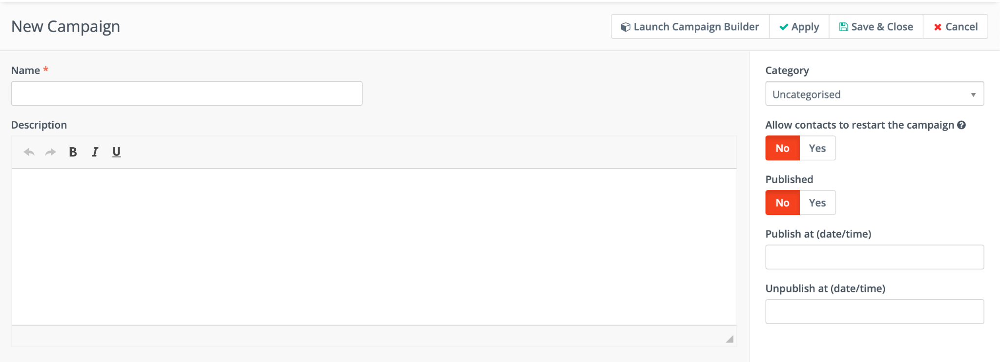 New Campaign
Launch Campaign Builder
Apply
Save & Close
Cancel
Name *
Description
B I U
Category
Uncategorised
Allow contacts to restart the campaign ?
No Yes
Published
No Yes
Publish at (date/time)
Unpublish at (date/time)